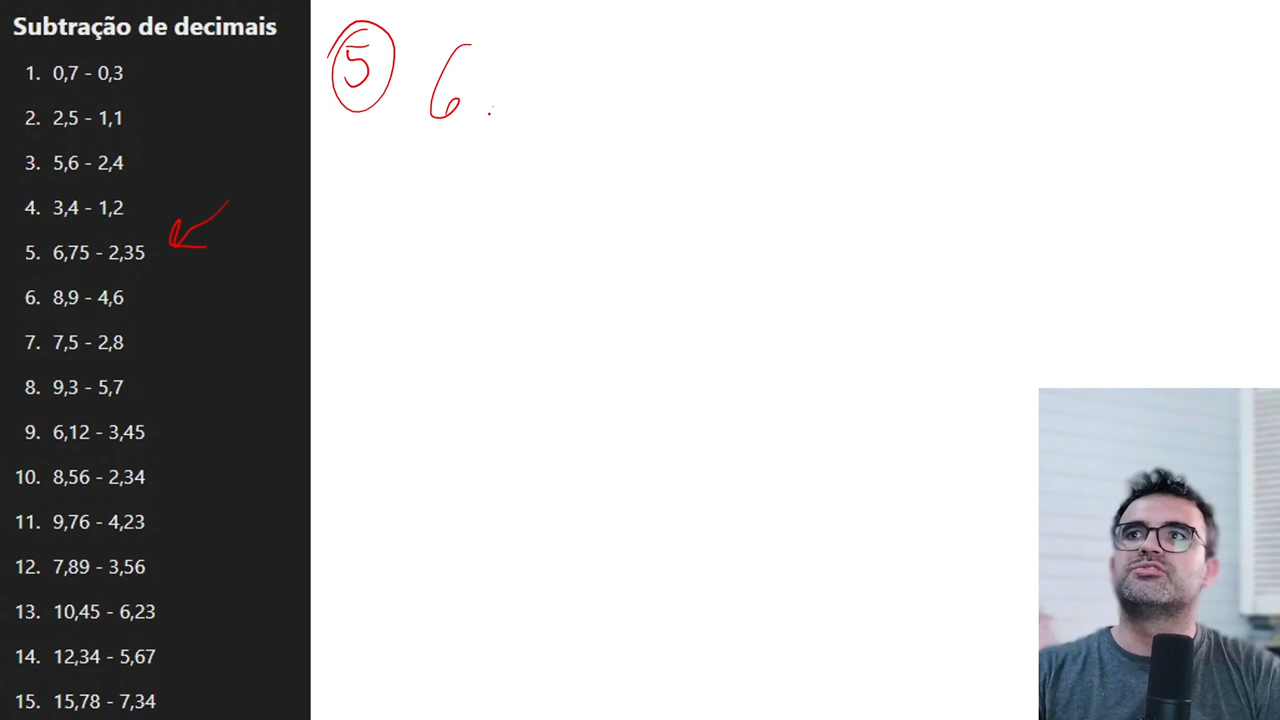 Subtração de decimais
1. 0,7 - 0,3
2. 2,5 - 1,1
3. 5,6 - 2,4
4. 3,4 - 1,2
5. 6,75 - 2,35
6. 8,9 - 4,6
7. 7,5 - 2,8
8. 9,3 - 5,7
9. 6,12 - 3,45
10. 8,56 - 2,34
11. 9,76 - 4,23
12. 7,89 - 3,56
13. 10,45 - 6,23
14. 12,34 - 5,67
15. 15,78 - 7,34
5 6 .